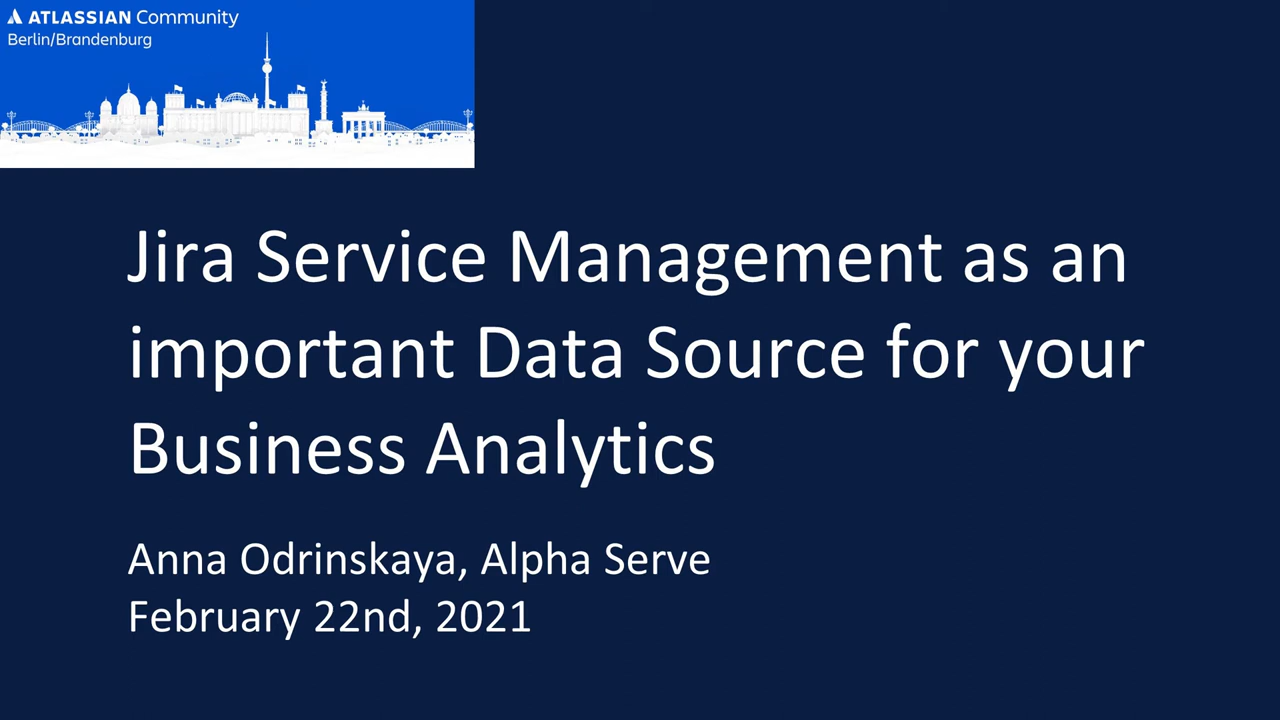 ATLASSIAN Community
Berlin/Brandenburg
Jira Service Management as an
important Data Source for your
Business Analytics
Anna Odrinskaya, Alpha Serve
February 22nd, 2021